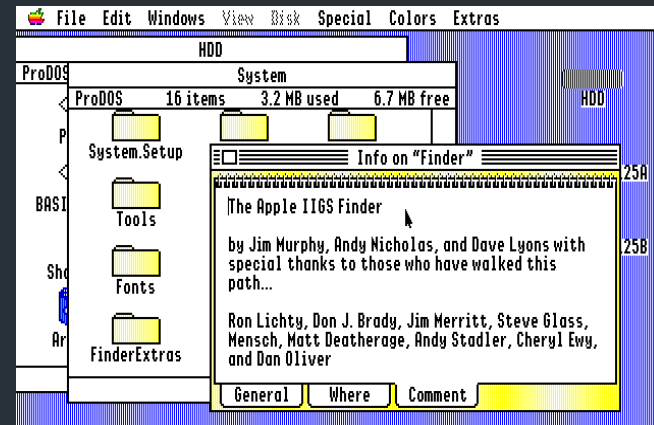 File Edit Windows View Disk Special Colors Extras
HDD
ProDOS
System
ProDOS 16 items 3.2 MB used 6.7 MB free
HDD
System.Setup
Info on “Finder”
.25A
BASI
Tools
The Apple IIGS Finder
by Jim Murphy, Andy Nicholas, and Dave Lyons with
special thanks to those who have walked this
path...
.25B
Sho
Fonts
Ron Lichty, Don J. Brady, Jim Merritt, Steve Glass,
Mensch, Matt Deatherage, Andy Stadler, Cheryl Ewy,
and Dan Oliver
Ar
FinderExtras
General Where Comment